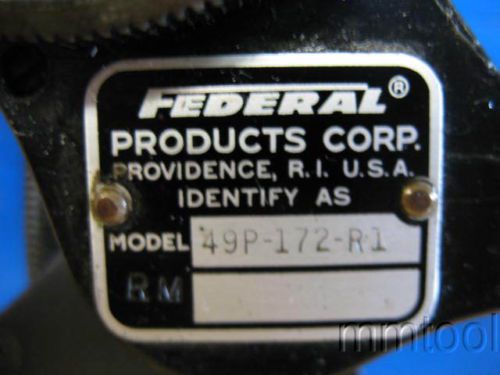 FEDERAL®
PRODUCTS CORP.
PROVIDENCE, R.I. U.S.A.
IDENTIFY AS
MODEL 49P-172-R1
RM
mmtool